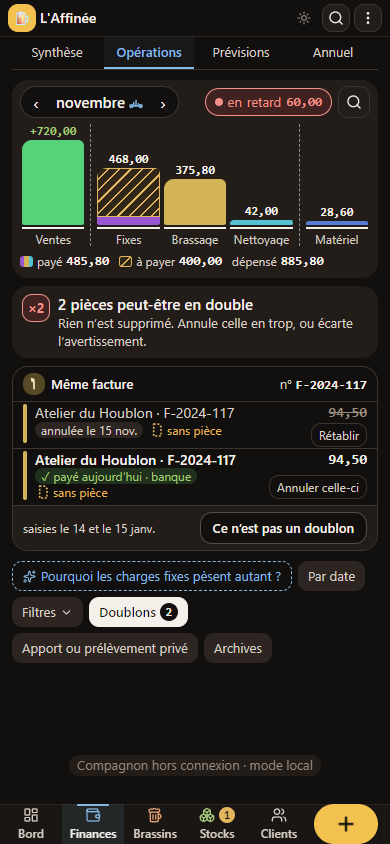 L'Affinée
Synthèse Opérations Prévisions Annuel
‹ novembre › en retard 60,00
+720,00 468,00 375,80 42,00 28,60
Ventes Fixes Brassage Nettoyage Matériel
payé 485,80 à payer 400,00 dépensé 885,80
×2 2 pièces peut-être en double
Rien n'est supprimé. Annule celle en trop, ou écarte
l'avertissement.
Même facture n° F-2024-117
Atelier du Houblon · F-2024-117 94,50
annulée le 15 nov. sans pièce Rétablir
Atelier du Houblon · F-2024-117 94,50
✓ payé aujourd'hui · banque
sans pièce Annuler celle-ci
saisies le 14 et le 15 janv. Ce n'est pas un doublon
Pourquoi les charges fixes pèsent autant ? Par date
Filtres Doublons 2
Apport ou prélèvement privé Archives
Compagnon hors connexion · mode local
Bord Finances Brassins Stocks 1 Clients +